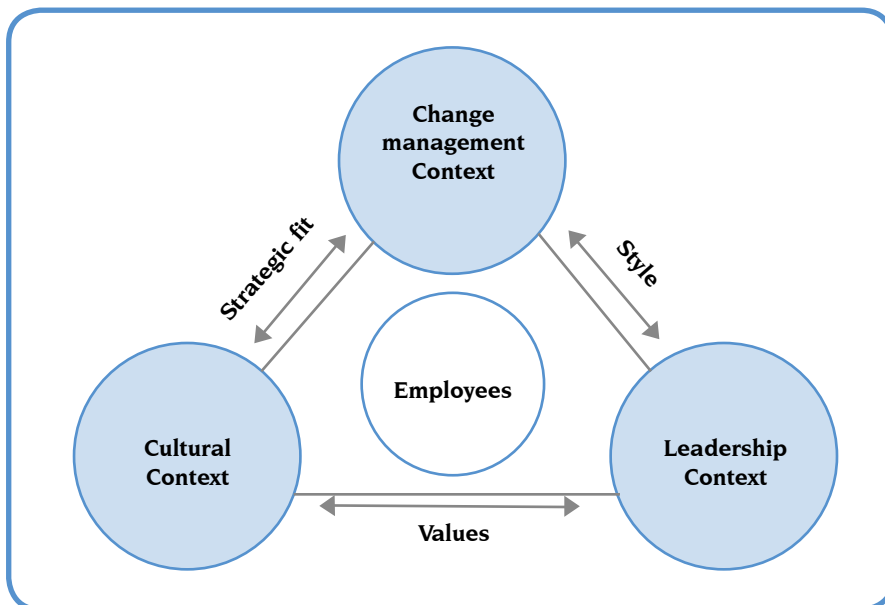 Change
management
Context
Strategic fit
Style
Employees
Cultural
Context
Leadership
Context
Values